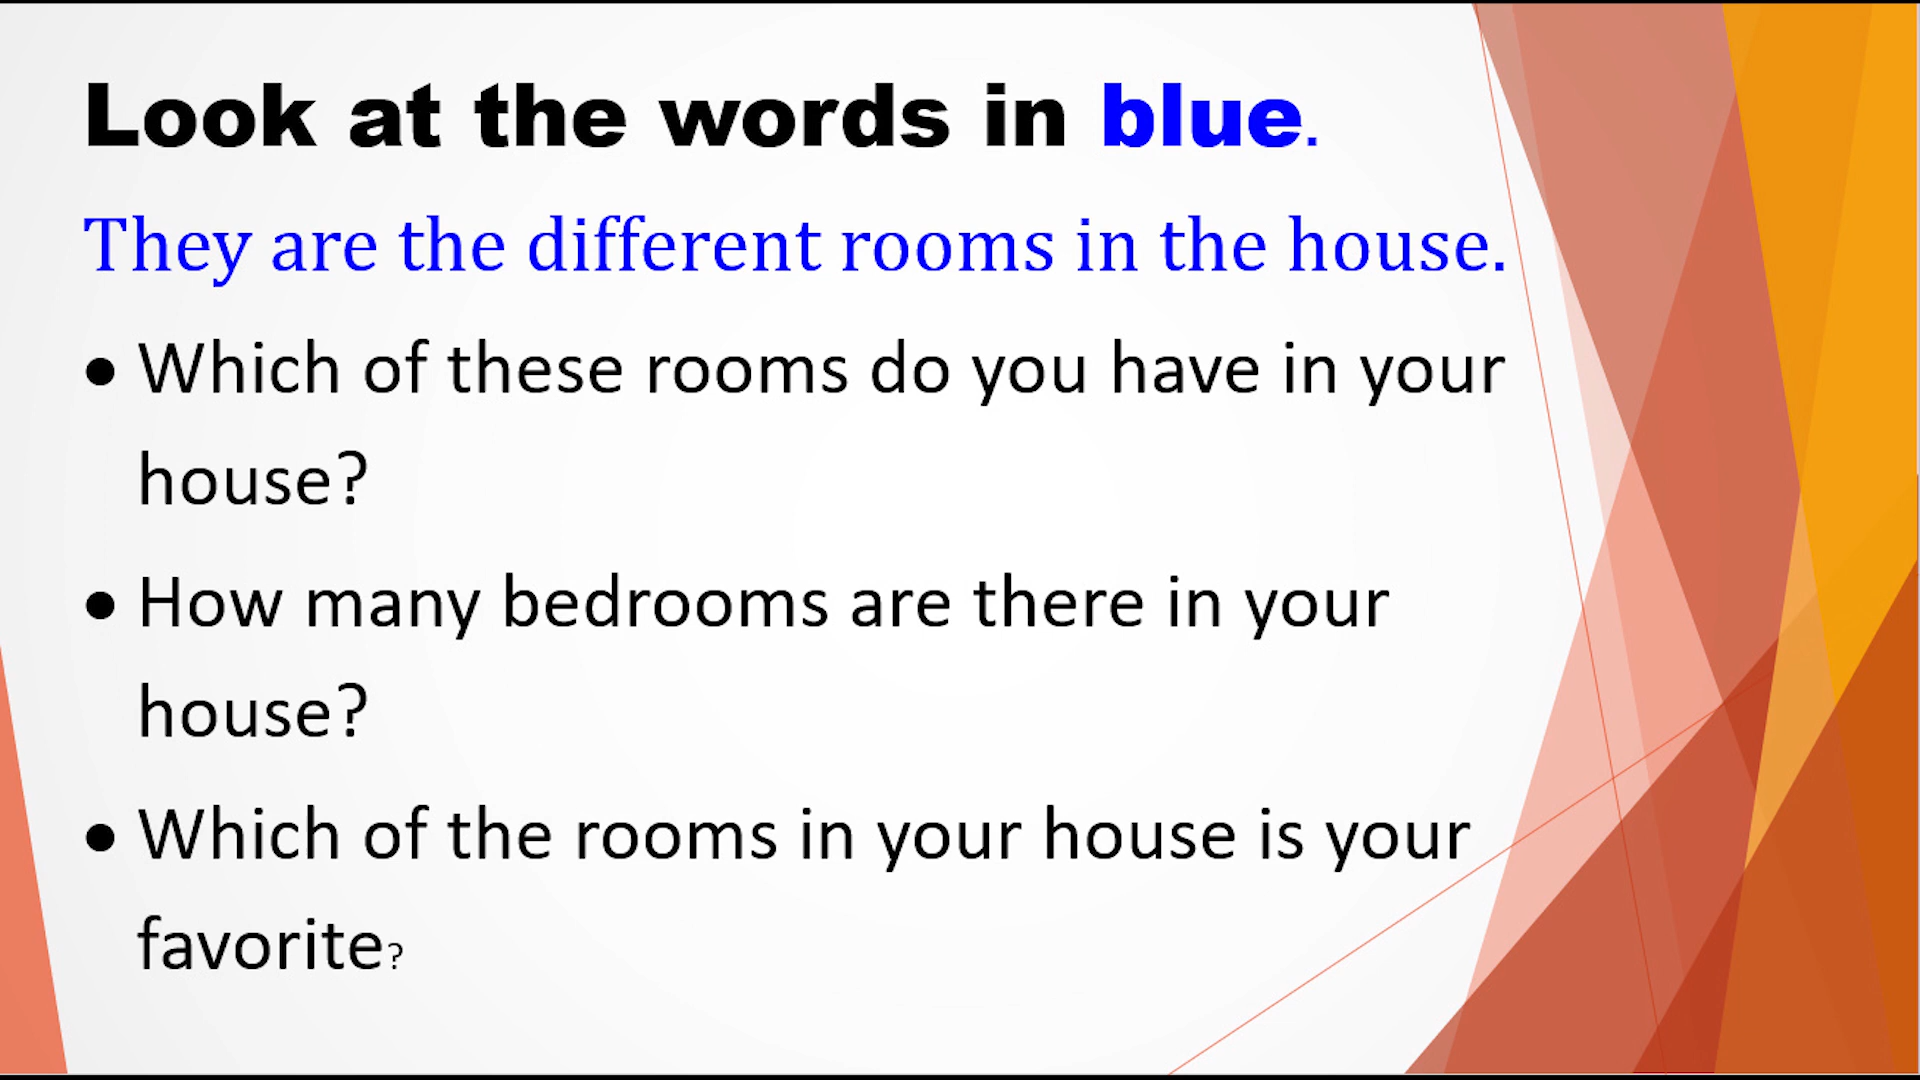 Look at the words in blue.
They are the different rooms in the house.
● Which of these rooms do you have in your
house?
● How many bedrooms are there in your
house?
● Which of the rooms in your house is your
favorite?